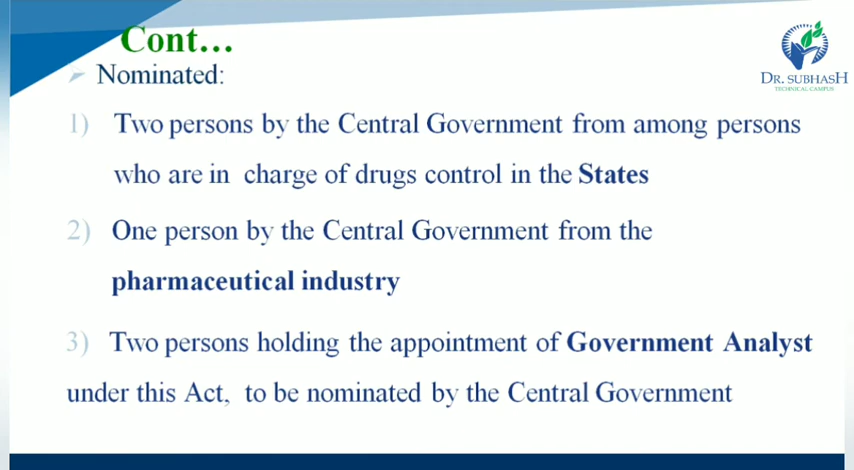 Cont...
Nominated:
DR. SUBHASH
TECHNICAL CAMPUS
1) Two persons by the Central Government from among persons
who are in charge of drugs control in the States
2) One person by the Central Government from the
pharmaceutical industry
3) Two persons holding the appointment of Government Analyst
under this Act, to be nominated by the Central Government